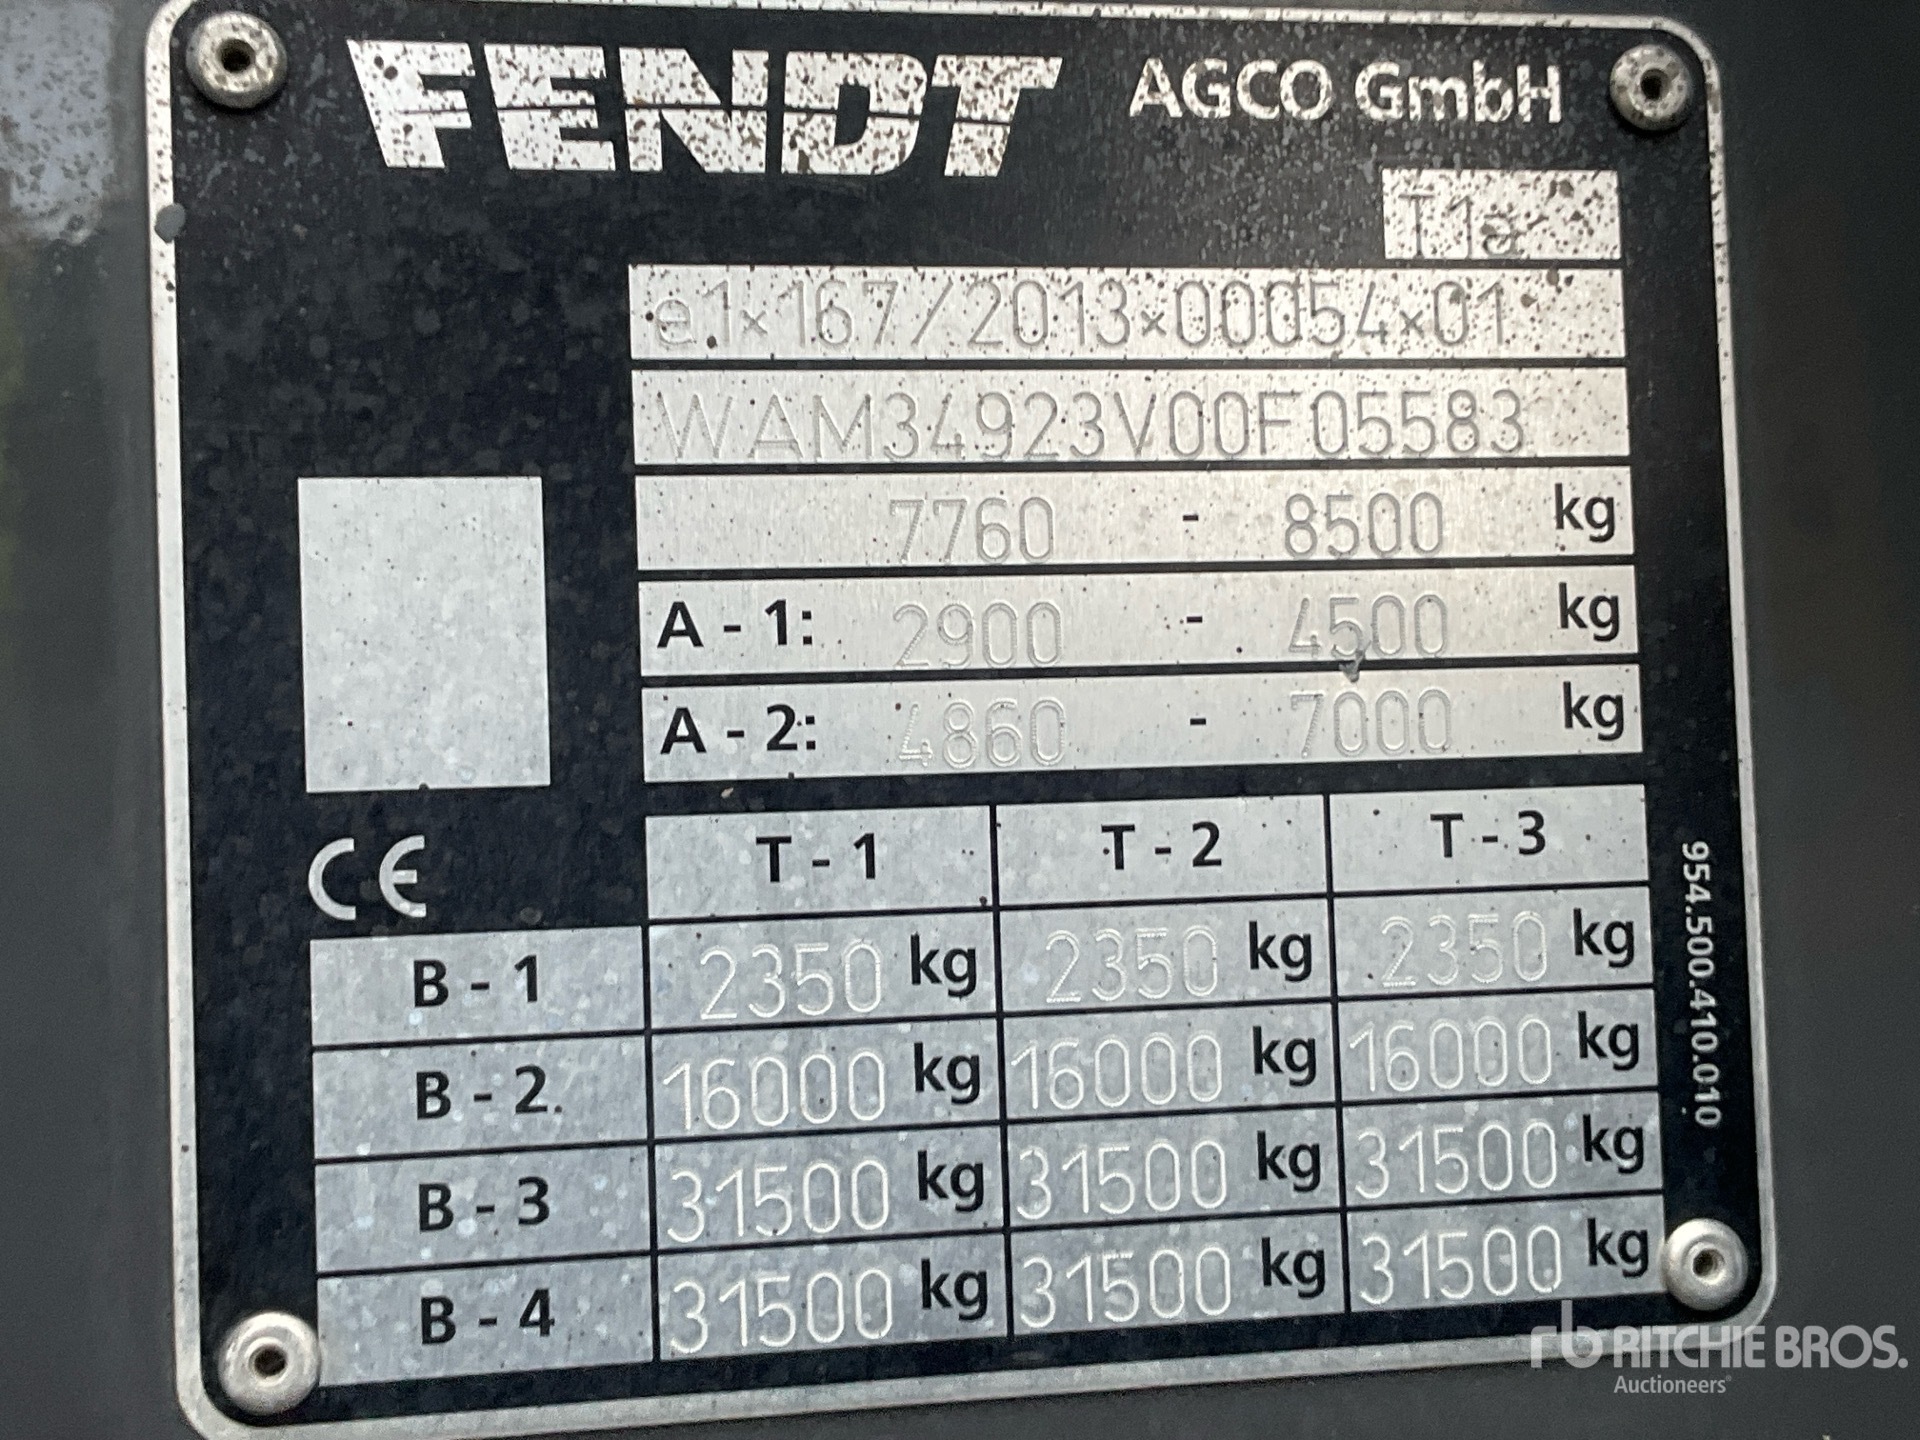 FENDT AGCO GmbH
T1a
e1×167/2013×00054×01
WAM34923V00F05583
7760 - 8500 kg
A - 1: 2900 - 4500 kg
A - 2: 4860 - 7000 kg
CE
T - 1 T - 2 T - 3
B - 1 2350 kg 2350 kg 2350 kg
B - 2 16000 kg 16000 kg 16000 kg
B - 3 31500 kg 31500 kg 31500 kg
B - 4 31500 kg 31500 kg 31500 kg
954.500.410.010
rb RITCHIE BROS.
Auctioneers